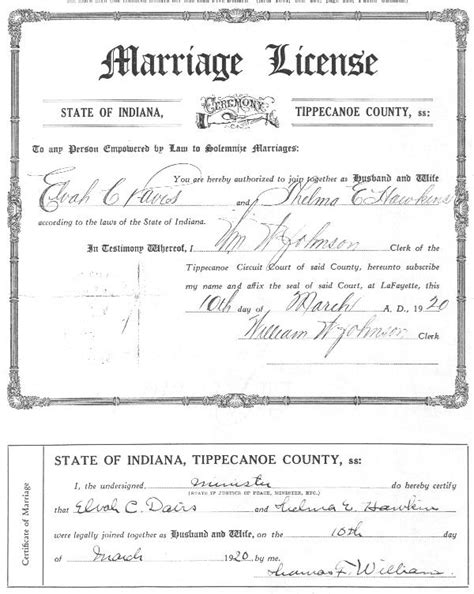 Marriage License
STATE OF INDIANA, CEREMONY TIPPECANOE COUNTY, ss:
To any Person Empowered by Law to Solemnize Marriages:
You are hereby authorized to join together as Husband and Wife
Elvah C Daviss and Thelma E Hawkins
according to the laws of the State of Indiana.
In Testimony Whereof, I Wm W Johnson Clerk of the
Tippecanoe Circuit Court of said County, hereunto subscribe
my name and affix the seal of said Court, at LaFayette, this
10th day of March A. D., 1920
William W Johnson Clerk
Certificate of Marriage
STATE OF INDIANA, TIPPECANOE COUNTY, ss:
I, the undersigned, minister do hereby certify
(STATE IF JUSTICE OF PEACE, MINISTER, ETC.)
that Elvah C. Davis and Thelma E. Hawkins
were legally joined together as Husband and Wife, on the 10th day
of March 1920 by me.
Thomas F. Williams